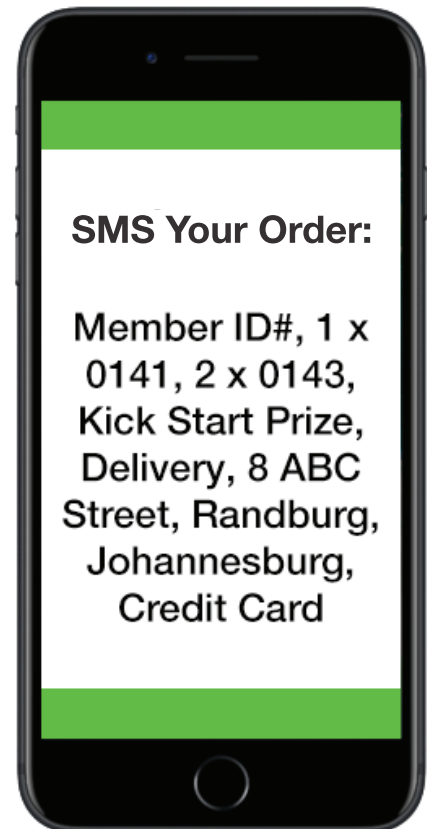 SMS Your Order:
Member ID#, 1 x
0141, 2 x 0143,
Kick Start Prize,
Delivery, 8 ABC
Street, Randburg,
Johannesburg,
Credit Card